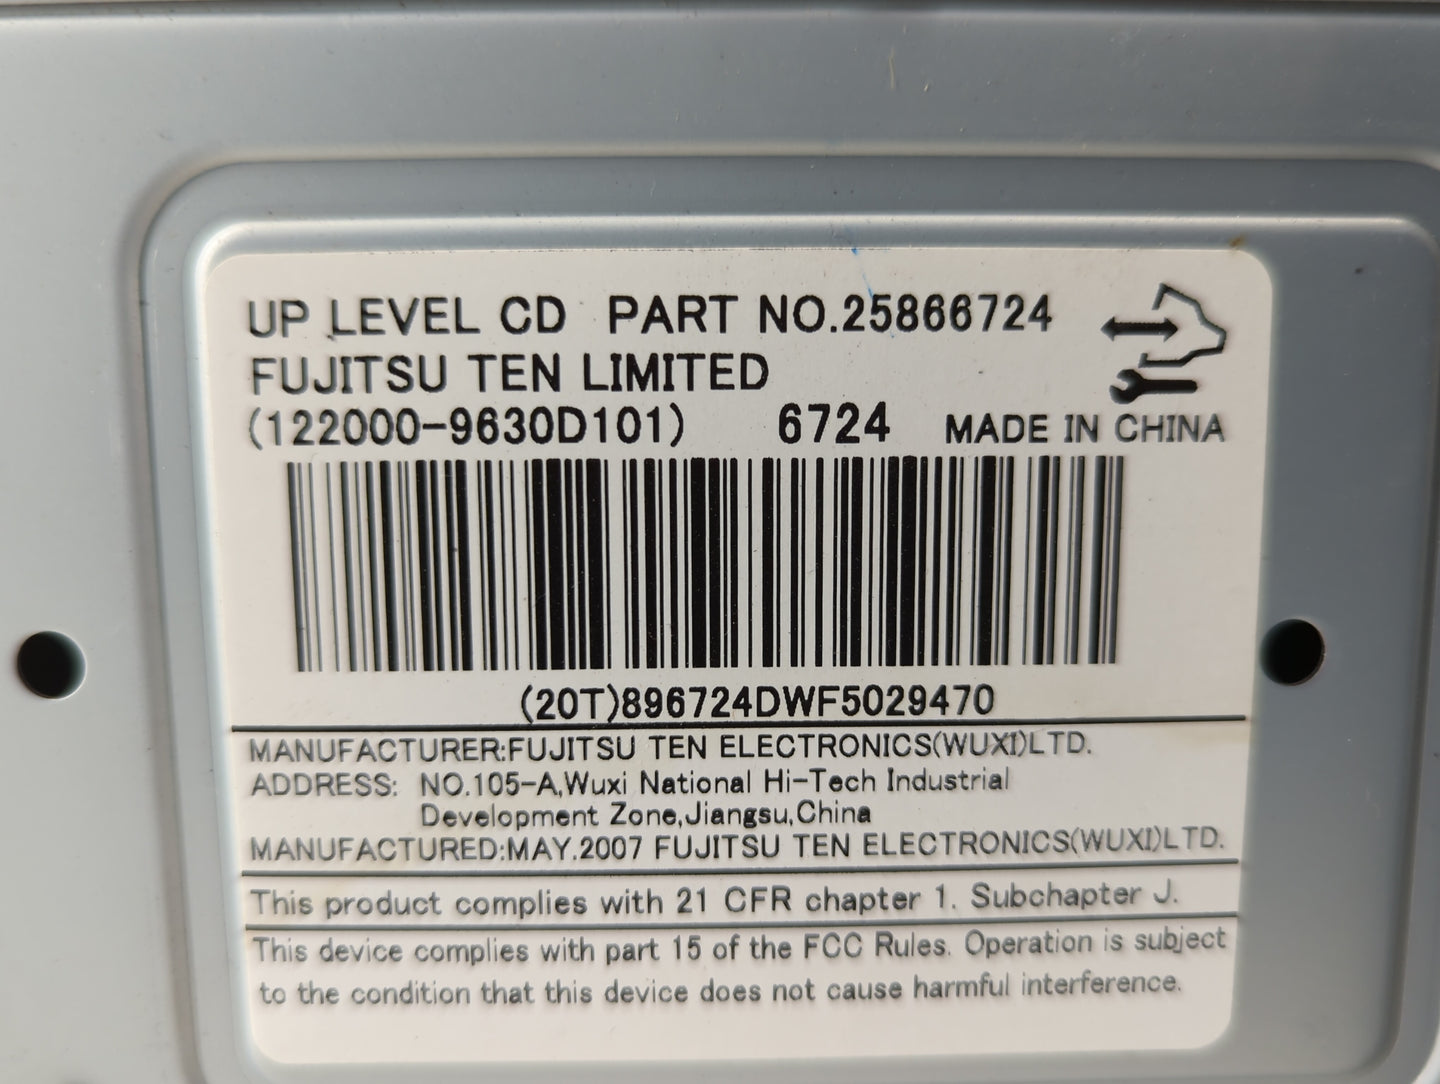 UP LEVEL CD PART NO.25866724
FUJITSU TEN LIMITED
(122000-9630D101) 6724 MADE IN CHINA
(20T)896724DWF5029470
MANUFACTURER:FUJITSU TEN ELECTRONICS(WUXI)LTD.
ADDRESS: NO.105-A,Wuxi National Hi-Tech Industrial
Development Zone,Jiangsu,China
MANUFACTURED:MAY.2007 FUJITSU TEN ELECTRONICS(WUXI)LTD.
This product complies with 21 CFR chapter 1. Subchapter J.
This device complies with part 15 of the FCC Rules. Operation is subject
to the condition that this device does not cause harmful interference.